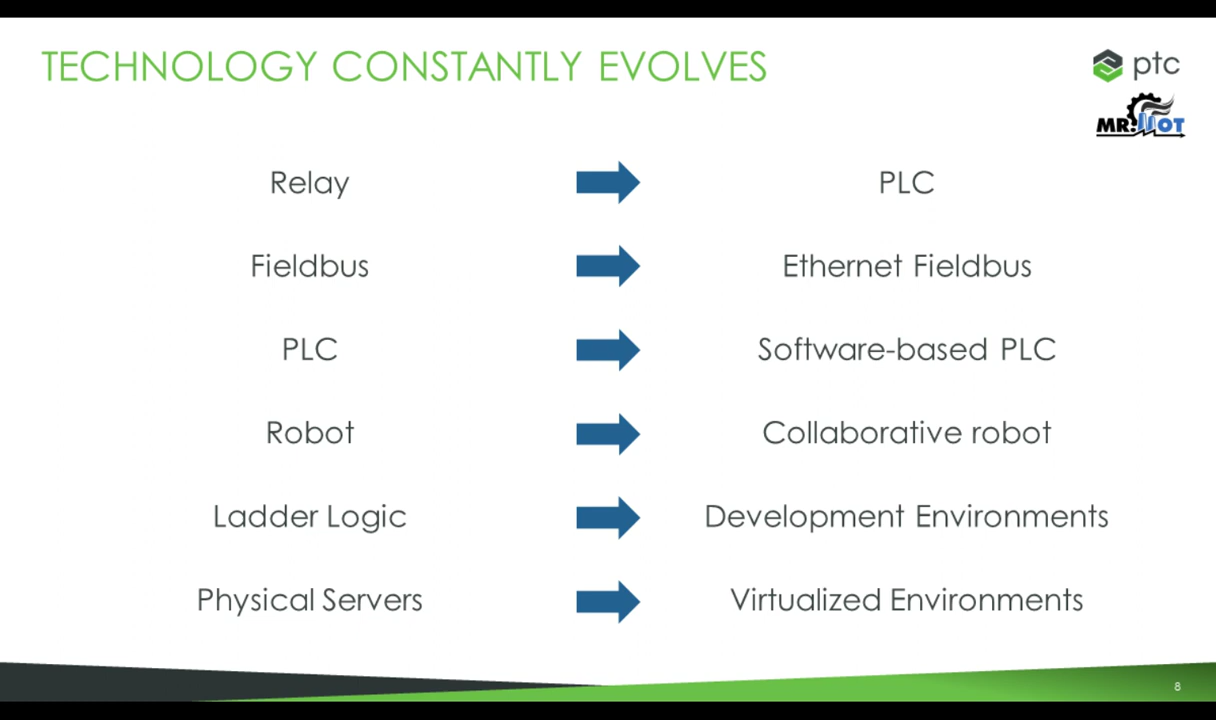 TECHNOLOGY CONSTANTLY EVOLVES
ptc
MR. IIOT
Relay PLC
Fieldbus Ethernet Fieldbus
PLC Software-based PLC
Robot Collaborative robot
Ladder Logic Development Environments
Physical Servers Virtualized Environments
8